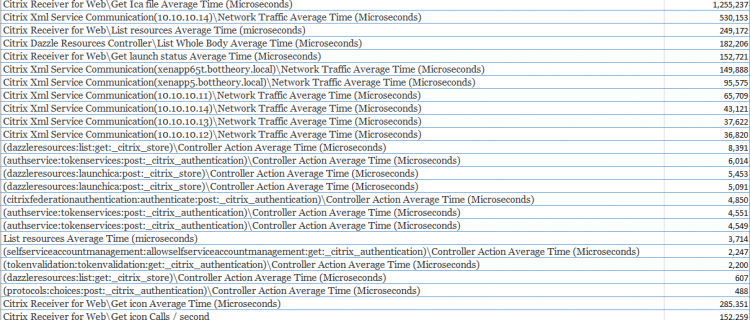 Citrix Receiver for Web\Get Ica file Average Time (Microseconds) 1,255,237
Citrix Xml Service Communication(10.10.10.14)\Network Traffic Average Time (Microseconds) 530,153
Citrix Receiver for Web\List resources Average Time (microseconds) 249,172
Citrix Dazzle Resources Controller\List Whole Body Average Time (Microseconds) 182,206
Citrix Receiver for Web\Get launch status Average Time (Microseconds) 152,721
Citrix Xml Service Communication(xenapp65t.bottheory.local)\Network Traffic Average Time (Microseconds) 149,888
Citrix Xml Service Communication(xenapp5.bottheory.local)\Network Traffic Average Time (Microseconds) 95,575
Citrix Xml Service Communication(10.10.10.11)\Network Traffic Average Time (Microseconds) 65,709
Citrix Xml Service Communication(10.10.10.14)\Network Traffic Average Time (Microseconds) 43,121
Citrix Xml Service Communication(10.10.10.13)\Network Traffic Average Time (Microseconds) 37,622
Citrix Xml Service Communication(10.10.10.12)\Network Traffic Average Time (Microseconds) 36,820
(dazzleresources:list:get:_citrix_store)\Controller Action Average Time (Microseconds) 8,391
(authservice:tokenservices:post:_citrix_authentication)\Controller Action Average Time (Microseconds) 6,014
(dazzleresources:launchica:post:_citrix_store)\Controller Action Average Time (Microseconds) 5,453
(dazzleresources:launchica:post:_citrix_store)\Controller Action Average Time (Microseconds) 5,091
(citrixfederationauthentication:authenticate:post:_citrix_authentication)\Controller Action Average Time (Microseconds) 4,850
(authservice:tokenservices:post:_citrix_authentication)\Controller Action Average Time (Microseconds) 4,551
(authservice:tokenservices:post:_citrix_authentication)\Controller Action Average Time (Microseconds) 4,549
List resources Average Time (microseconds) 3,714
(selfserviceaccountmanagement:allowselfserviceaccountmanagement:get:_citrix_authentication)\Controller Action Average Time (Microseconds) 2,247
(tokenvalidation:tokenvalidation:get:_citrix_authentication)\Controller Action Average Time (Microseconds) 2,200
(dazzleresources:list:get:_citrix_store)\Controller Action Average Time (Microseconds) 607
(protocols:choices:post:_citrix_authentication)\Controller Action Average Time (Microseconds) 488
Citrix Receiver for Web\Get icon Average Time (Microseconds) 285.351
Citrix Receiver for Web\Get icon Calls / second 152.259